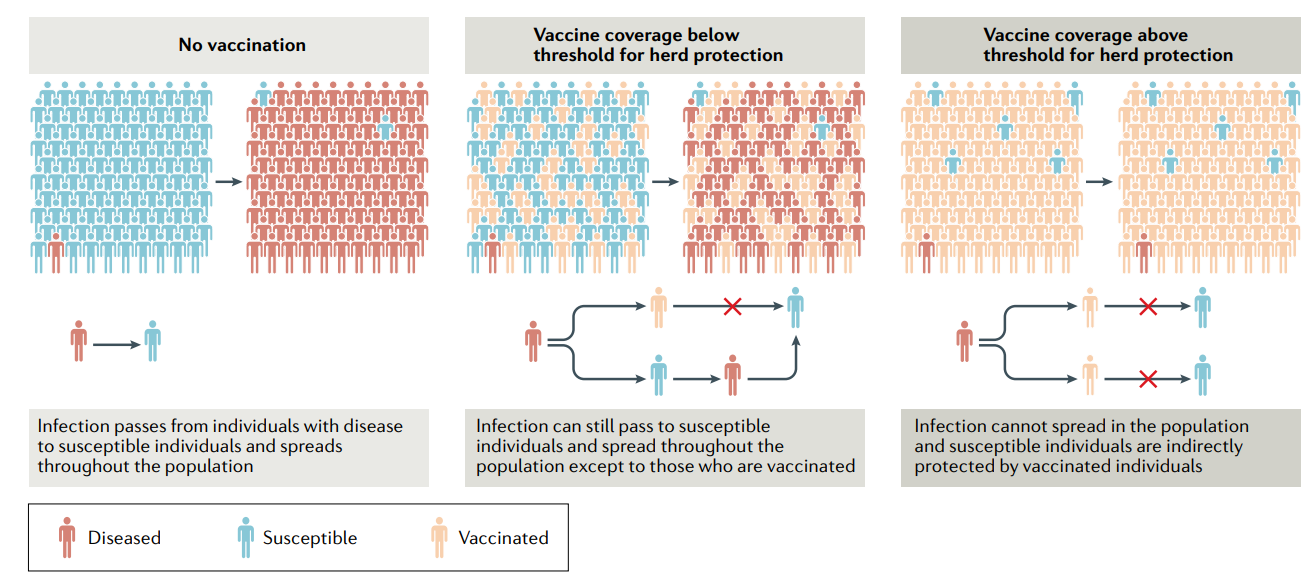 No vaccination
Vaccine coverage below
threshold for herd protection
Vaccine coverage above
threshold for herd protection
Infection passes from individuals with disease
to susceptible individuals and spreads
throughout the population
Infection can still pass to susceptible
individuals and spread throughout the
population except to those who are vaccinated
Infection cannot spread in the population
and susceptible individuals are indirectly
protected by vaccinated individuals
Diseased
Susceptible
Vaccinated